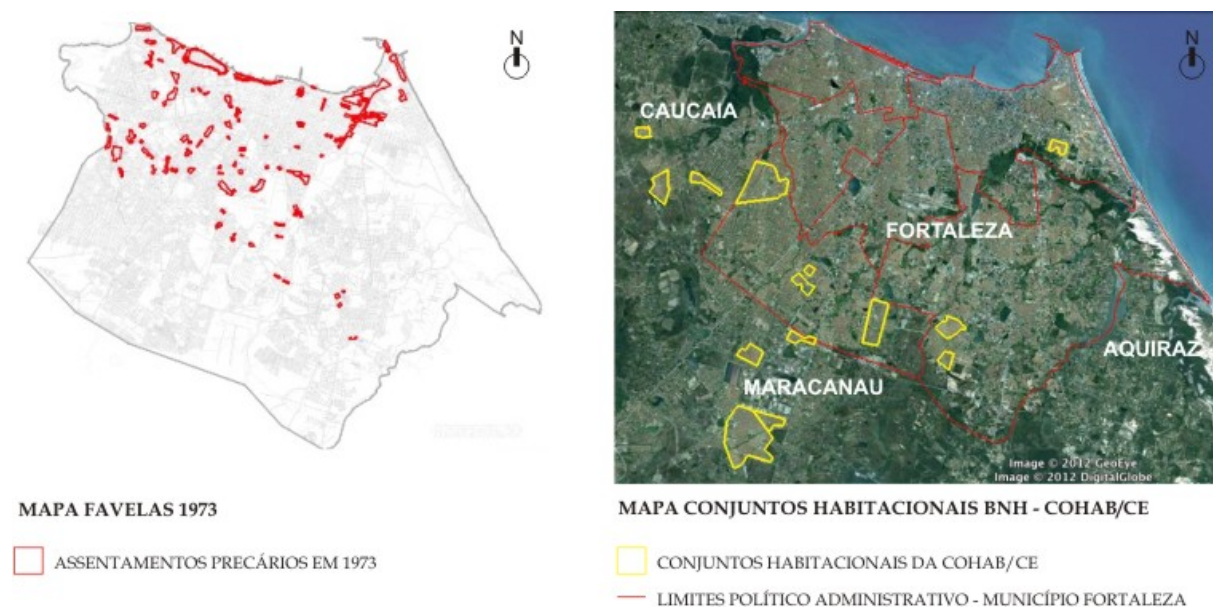 N
N
CAUCAIA
FORTALEZA
AQUIRAZ
MARACANAU
Image © 2012 GeoEye
Image © 2012 DigitalGlobe
MAPA FAVELAS 1973
ASSENTAMENTOS PRECÁRIOS EM 1973
MAPA CONJUNTOS HABITACIONAIS BNH - COHAB/CE
CONJUNTOS HABITACIONAIS DA COHAB/CE
LIMITES POLÍTICO ADMINISTRATIVO - MUNICÍPIO FORTALEZA